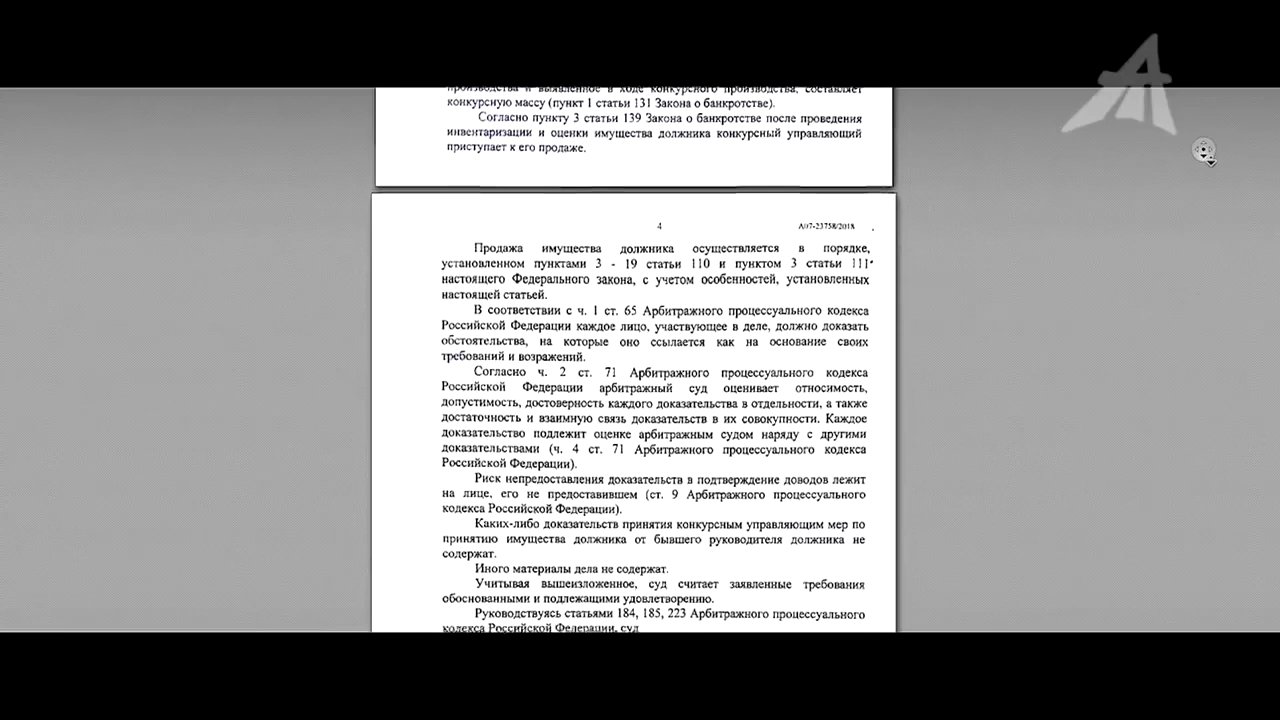 производства и выявленное в ходе конкурсного производства, составляет
конкурсную массу (пункт 1 статьи 131 Закона о банкротстве).
Согласно пункту 3 статьи 139 Закона о банкротстве после проведения
инвентаризации и оценки имущества должника конкурсный управляющий
приступает к его продаже.
4
А07-23758/2018
Продажа имущества должника осуществляется в порядке,
установленном пунктами 3 - 19 статьи 110 и пунктом 3 статьи 111
настоящего Федерального закона, с учетом особенностей, установленных
настоящей статьей.
В соответствии с ч. 1 ст. 65 Арбитражного процессуального кодекса
Российской Федерации каждое лицо, участвующее в деле, должно доказать
обстоятельства, на которые оно ссылается как на основание своих
требований и возражений.
Согласно ч. 2 ст. 71 Арбитражного процессуального кодекса
Российской Федерации арбитражный суд оценивает относимость,
допустимость, достоверность каждого доказательства в отдельности, а также
достаточность и взаимную связь доказательств в их совокупности. Каждое
доказательство подлежит оценке арбитражным судом наряду с другими
доказательствами (ч. 4 ст. 71 Арбитражного процессуального кодекса
Российской Федерации).
Риск непредоставления доказательств в подтверждение доводов лежит
на лице, его не предоставившем (ст. 9 Арбитражного процессуального
кодекса Российской Федерации).
Каких-либо доказательств принятия конкурсным управляющим мер по
принятию имущества должника от бывшего руководителя должника не
содержат.
Иного материалы дела не содержат.
Учитывая вышеизложенное, суд считает заявленные требования
обоснованными и подлежащими удовлетворению.
Руководствуясь статьями 184, 185, 223 Арбитражного процессуального
кодекса Российской Федерации, суд